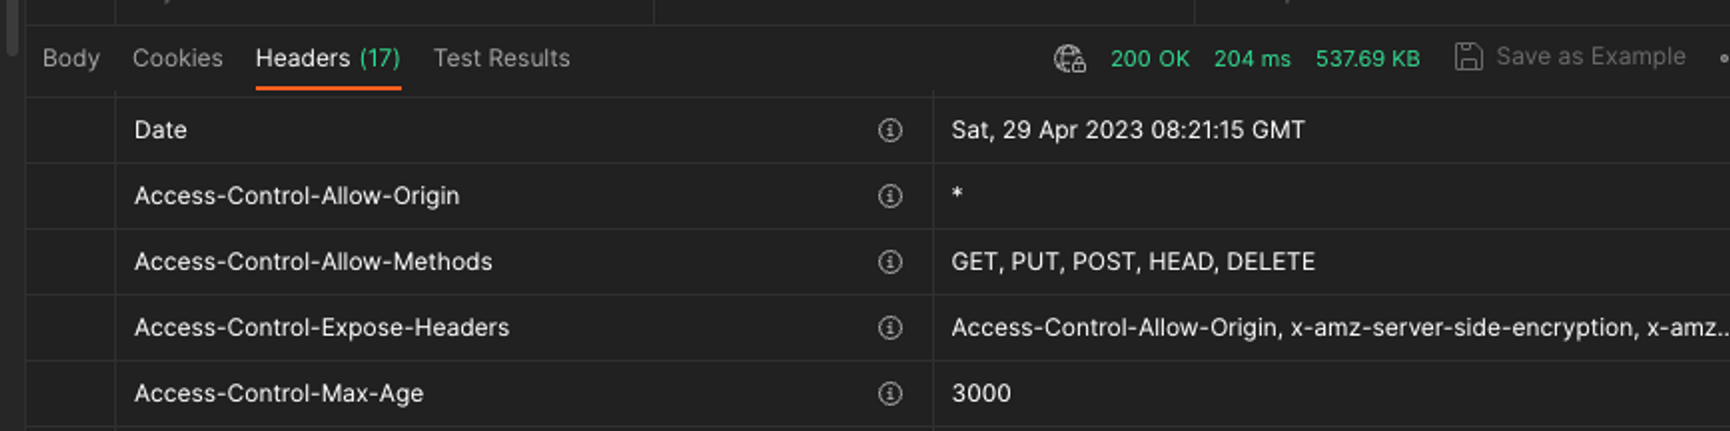 Body Cookies Headers (17) Test Results 200 OK 204 ms 537.69 KB Save as Example
Date Sat, 29 Apr 2023 08:21:15 GMT
Access-Control-Allow-Origin *
Access-Control-Allow-Methods GET, PUT, POST, HEAD, DELETE
Access-Control-Expose-Headers Access-Control-Allow-Origin, x-amz-server-side-encryption, x-amz...
Access-Control-Max-Age 3000